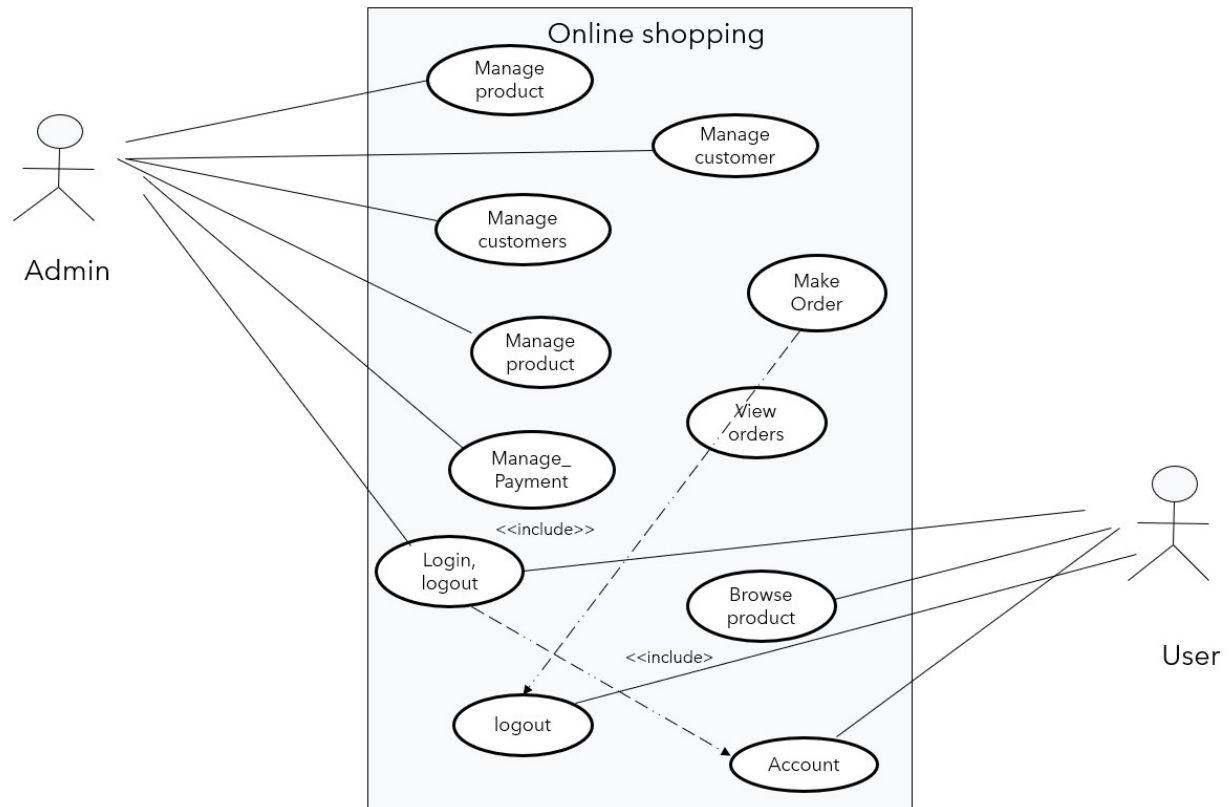 Online shopping
Manage
product
Manage
customer
Admin
Manage
customers
Make
Order
Manage
product
View
orders
Manage_
Payment
<<include>>
Login,
logout
Browse
product
<<include>
User
logout
Account